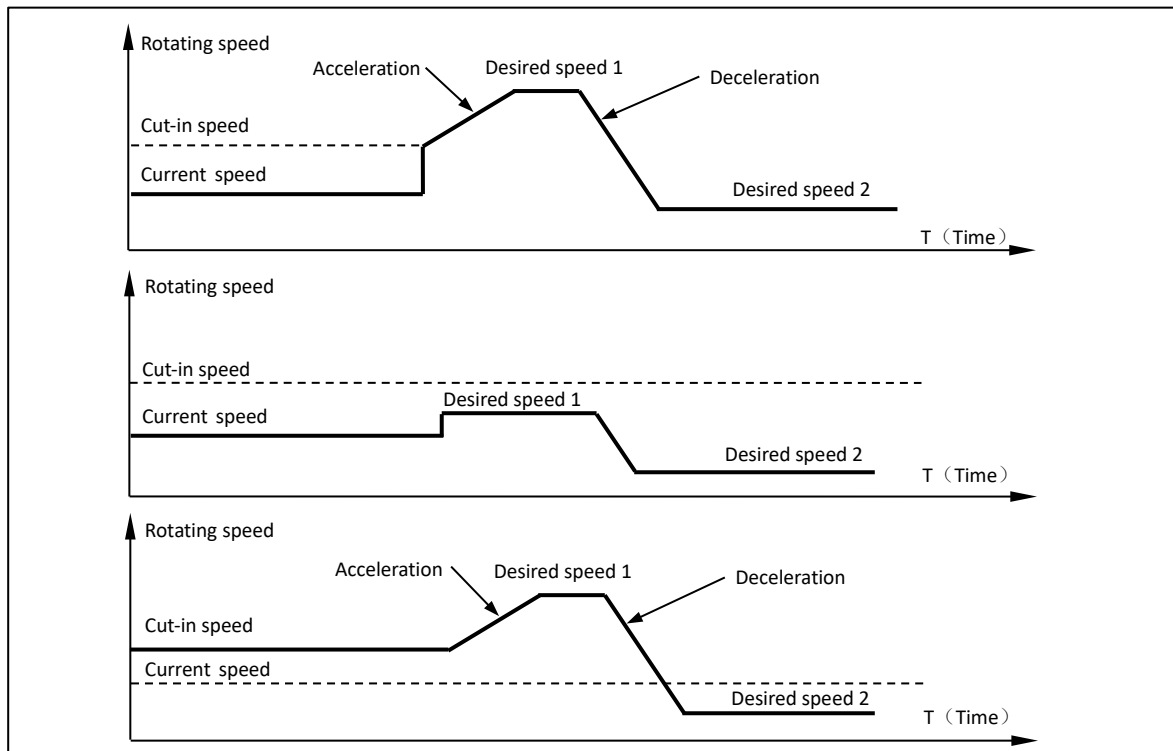 Rotating speed
Acceleration
Desired speed 1
Deceleration
Cut-in speed
Current speed
Desired speed 2
T（Time）
Rotating speed
Cut-in speed
Desired speed 1
Current speed
Desired speed 2
T（Time）
Rotating speed
Acceleration
Desired speed 1
Deceleration
Cut-in speed
Current speed
Desired speed 2
T（Time）